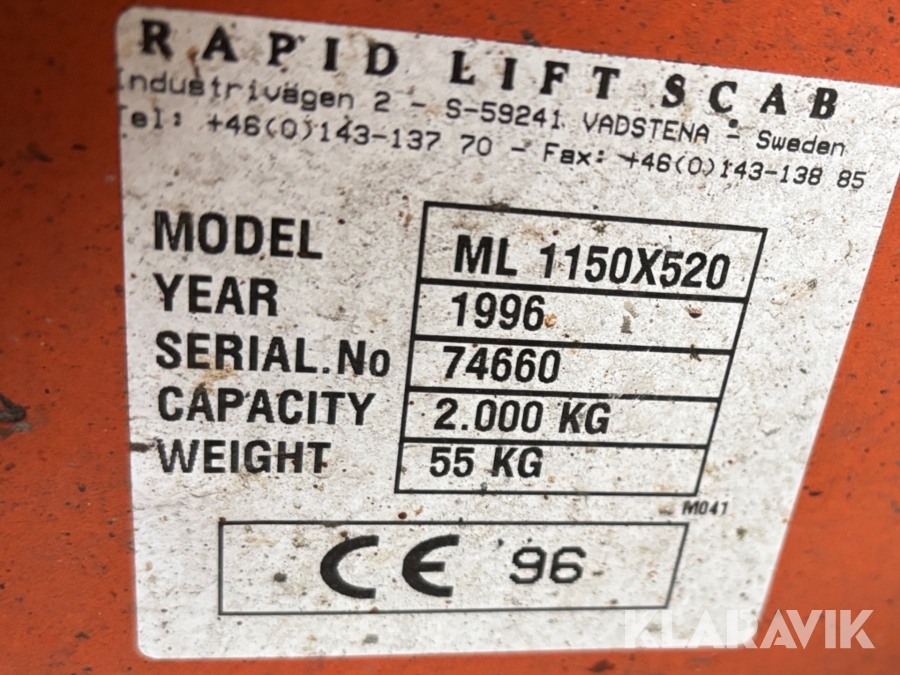 RAPID LIFT SCAB
Industrivägen 2 - S-59241 VADSTENA - Sweden
Tel: +46(0)143-137 70 - Fax: +46(0)143-138 85
MODEL ML 1150X520
YEAR 1996
SERIAL.No 74660
CAPACITY 2.000 KG
WEIGHT 55 KG
M041
CE 96
KLARAVIK